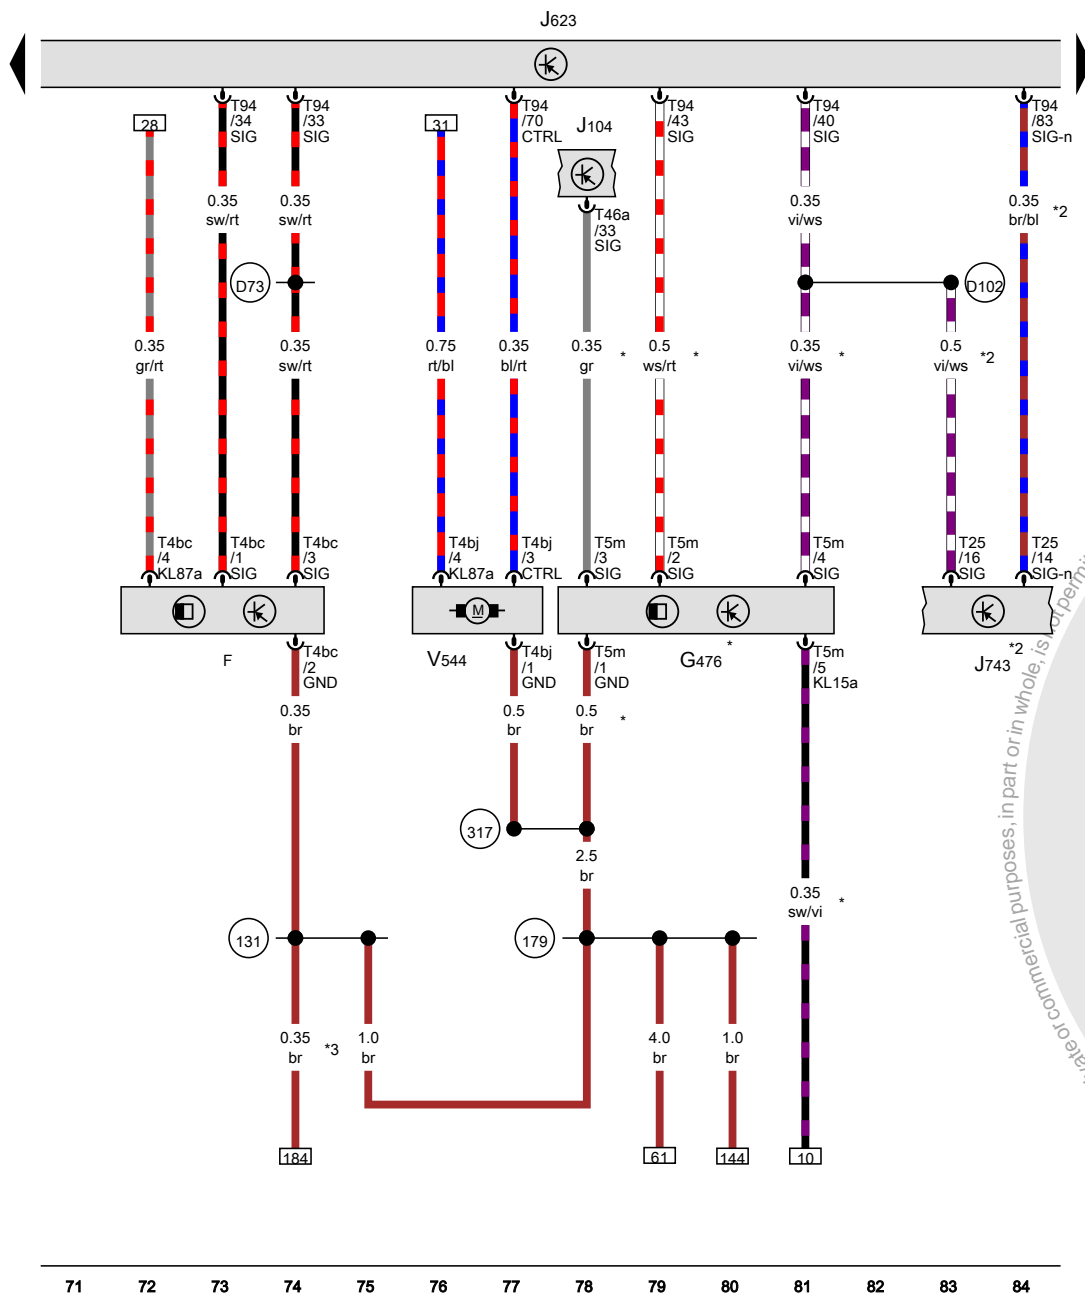 J623
T94
/34
SIG
T94
/33
SIG
T94
/70
CTRL
T94
/43
SIG
T94
/40
SIG
T94
/83
SIG-n
28
31
J104
T46a
/33
SIG
0.35
sw/rt
0.35
sw/rt
0.35
vi/ws
0.35
br/bl
*2
D73
D102
0.35
gr/rt
0.35
sw/rt
0.75
rt/bl
0.35
bl/rt
0.35
gr
*
0.5
ws/rt
*
0.35
vi/ws
*
0.5
vi/ws
*2
T4bc
/4
KL87a
T4bc
/1
SIG
T4bc
/3
SIG
T4bj
/4
KL87a
T4bj
/3
CTRL
T5m
/3
SIG
T5m
/2
SIG
T5m
/4
SIG
T25
/16
SIG
T25
/14
SIG-n
M
F
T4bc
/2
GND
V544
T4bj
/1
GND
T5m
/1
GND
G476
*
T5m
/5
KL15a
J743
*2
0.35
br
0.5
br
0.5
br
*
317
2.5
br
0.35
sw/vi
*
131
179
0.35
br
*3
1.0
br
4.0
br
1.0
br
184
61
144
10
71 72 73 74 75 76 77 78 79 80 81 82 83 84
commercial purposes, in part or in whole, is